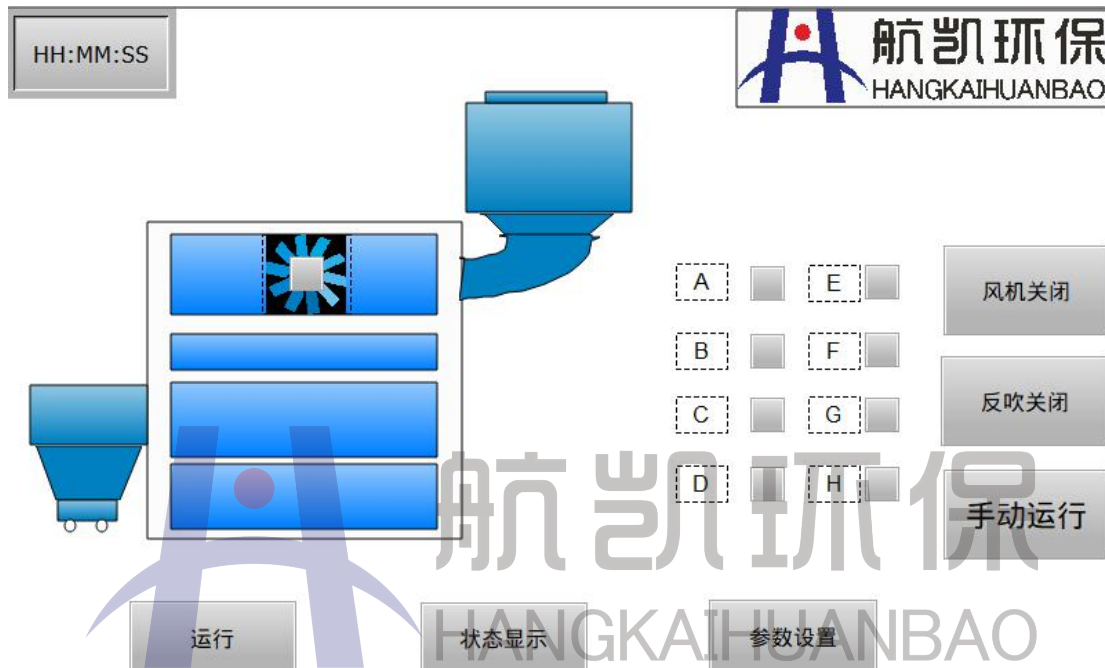 HH:MM:SS
航凯环保
HANGKAIHUANBAO
A
E
风机关闭
B
F
反吹关闭
C
G
D
H
手动运行
航凯环保
HANGKAIHUANBAO
运行
状态显示
参数设置